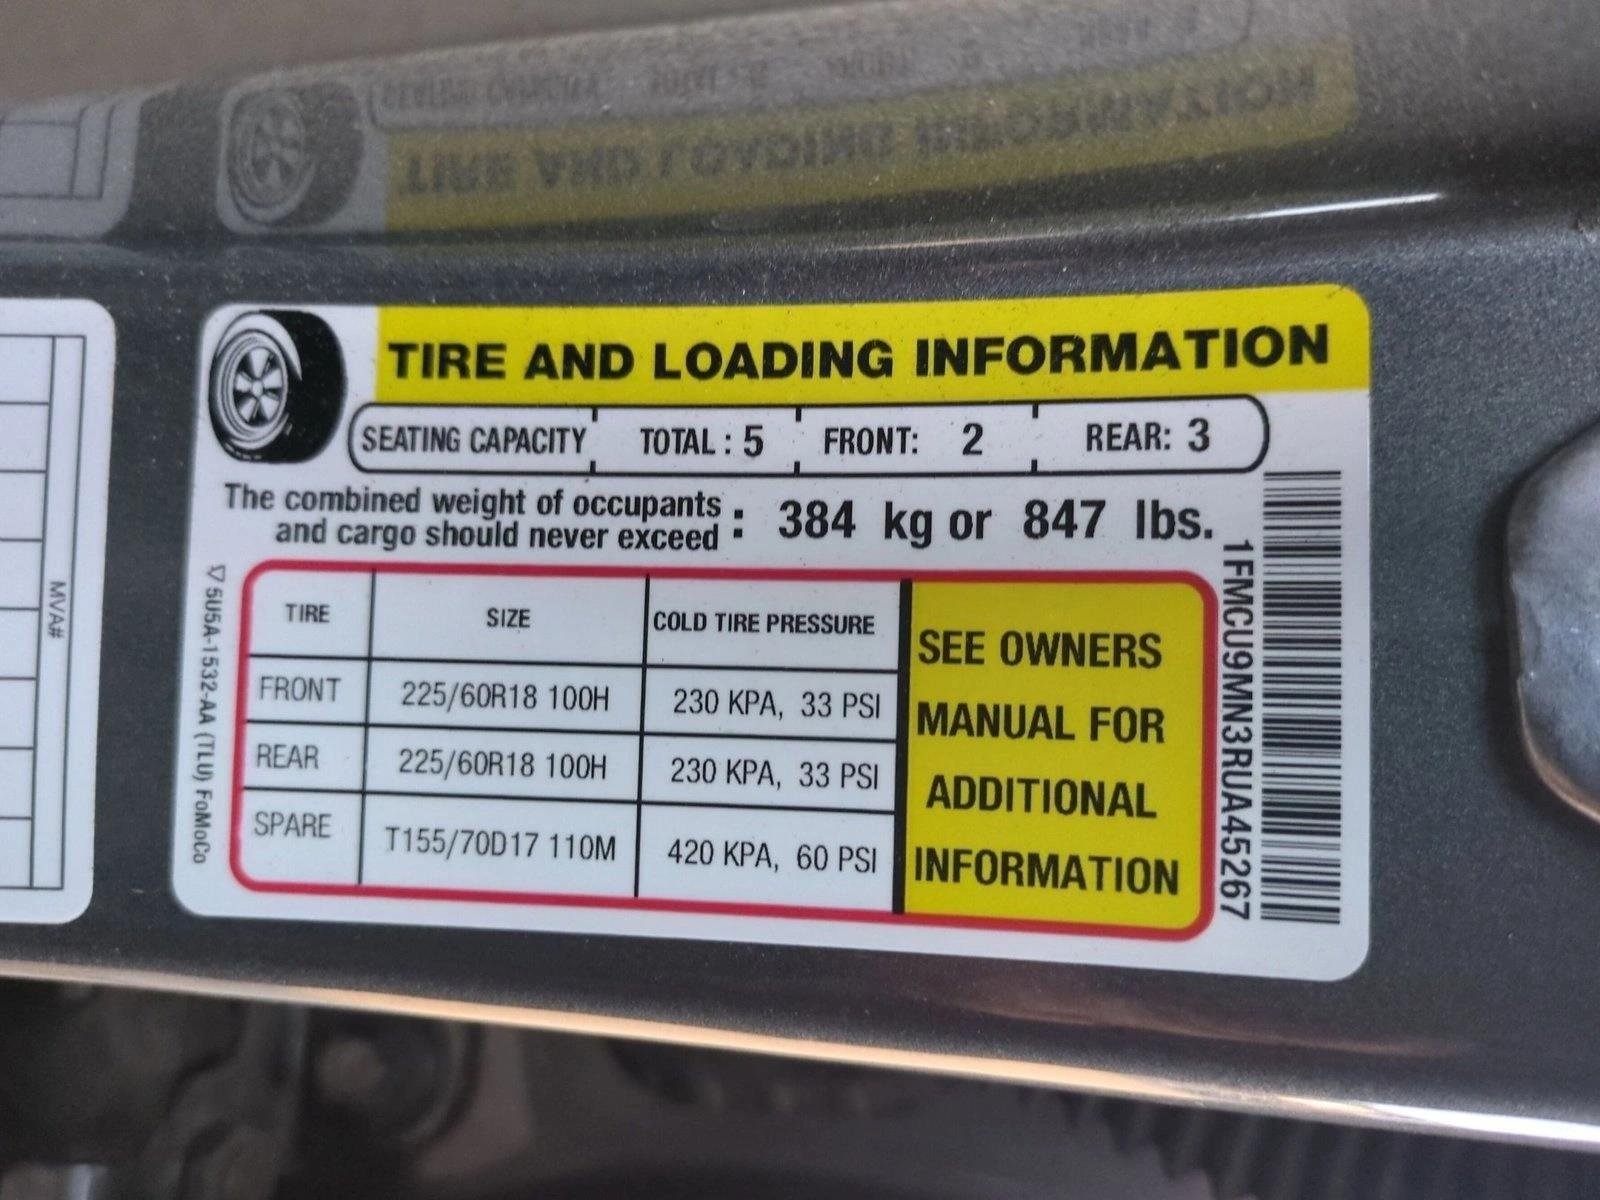 TIRE AND LOADING INFORMATION
SEATING CAPACITY TOTAL : 5 FRONT: 2 REAR: 3
The combined weight of occupants
and cargo should never exceed : 384 kg or 847 lbs.
TIRE SIZE COLD TIRE PRESSURE
FRONT 225/60R18 100H 230 KPA, 33 PSI
REAR 225/60R18 100H 230 KPA, 33 PSI
SPARE T155/70D17 110M 420 KPA, 60 PSI
SEE OWNERS
MANUAL FOR
ADDITIONAL
INFORMATION
1FMCU9MN3RUA45267
5U5A-1532-AA (TLU) FoMoCo
MVA#